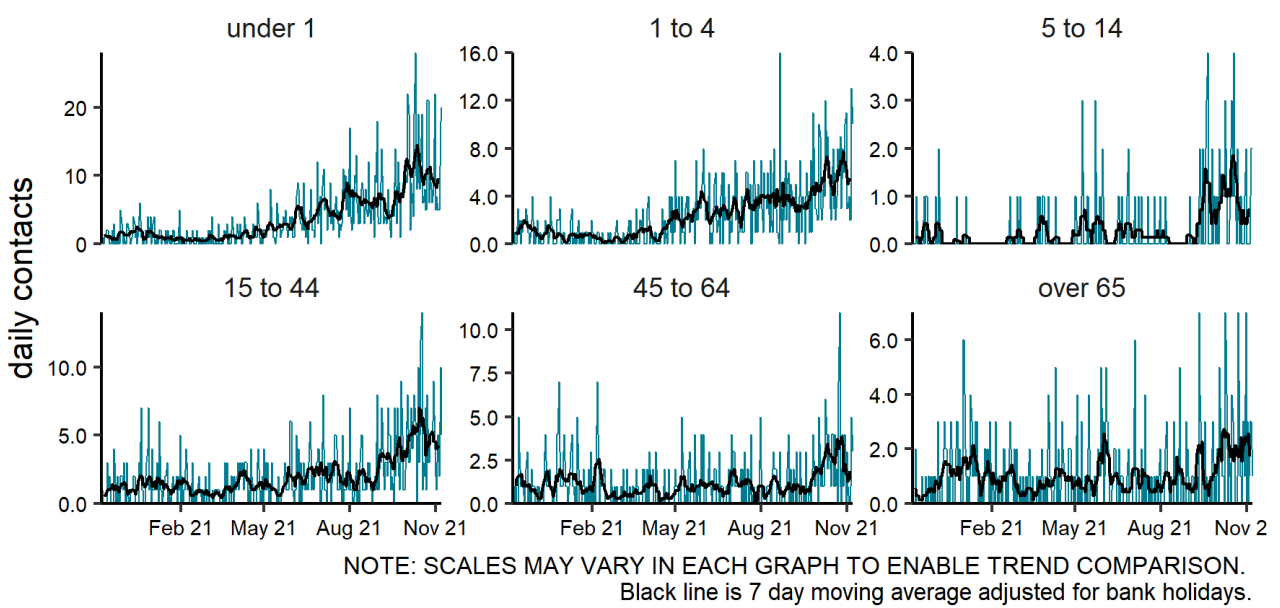 under 1
1 to 4
5 to 14
20
10
0
16.0
12.0
8.0
4.0
0.0
4.0
3.0
2.0
1.0
0.0
daily contacts
15 to 44
45 to 64
over 65
10.0
5.0
0.0
10.0
7.5
5.0
2.5
0.0
6.0
4.0
2.0
0.0
Feb 21 May 21 Aug 21 Nov 21
Feb 21 May 21 Aug 21 Nov 21
Feb 21 May 21 Aug 21 Nov 2
NOTE: SCALES MAY VARY IN EACH GRAPH TO ENABLE TREND COMPARISON.
Black line is 7 day moving average adjusted for bank holidays.